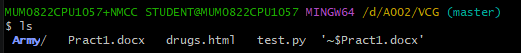 MUM0822CPU1057+NMCC STUDENT@MUM0822CPU1057 MINGW64 /d/A002/VCG (master)
$ ls
Army/   Pract1.docx   drugs.html   test.py  '~$Pract1.docx'